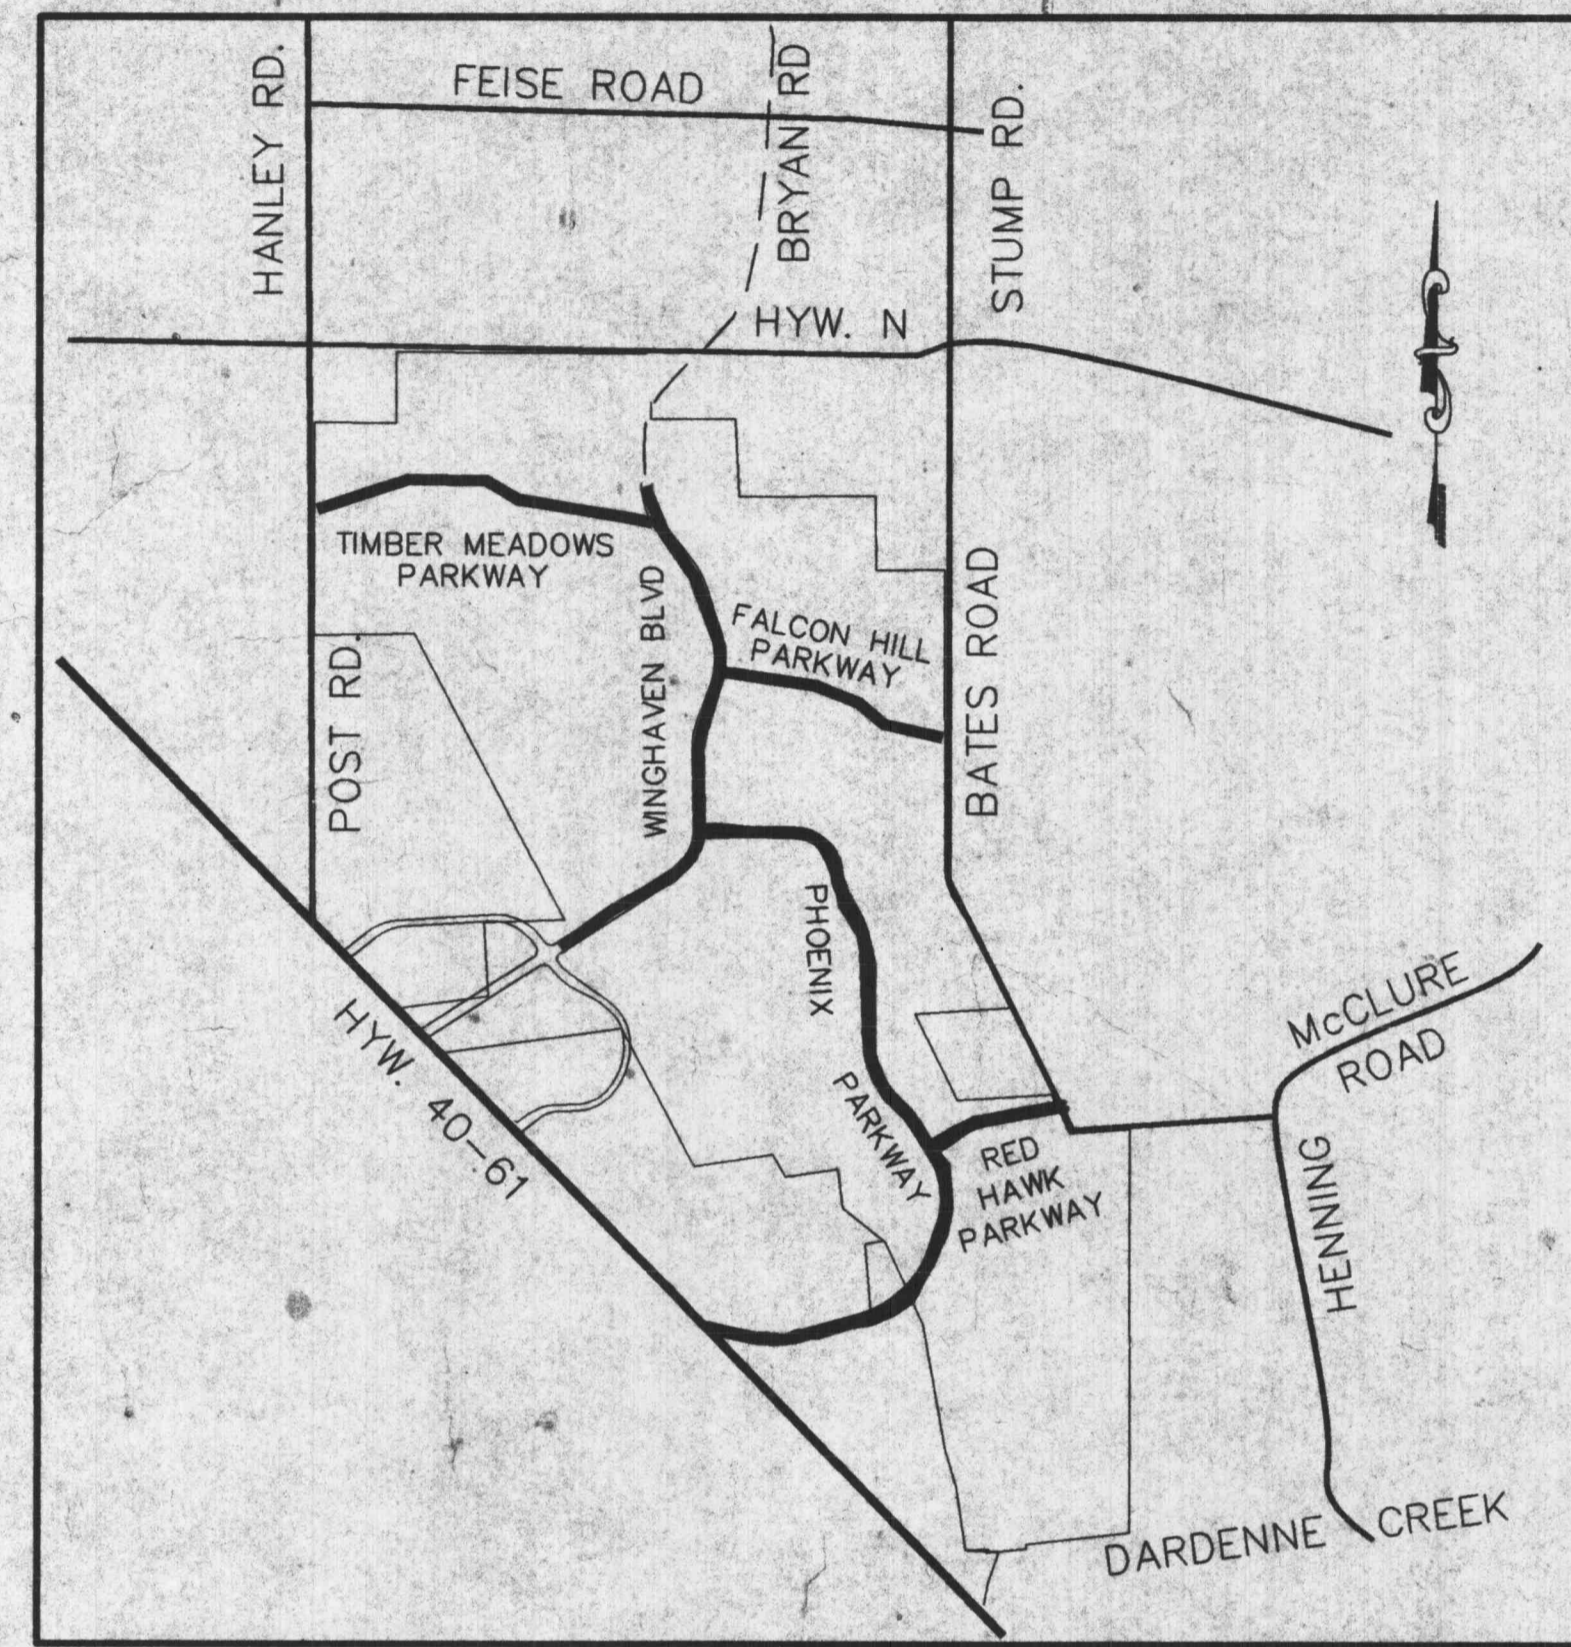 FEISE ROAD
HANLEY RD.
BRYAN RD
STUMP RD.
HYW. N
TIMBER MEADOWS
PARKWAY
WINGHAVEN BLVD
FALCON HILL
PARKWAY
POST RD.
BATES ROAD
PHOENIX
PARKWAY
HYW. 40-61
McCLURE
ROAD
RED
HAWK
PARKWAY
HENNING
DARDENNE CREEK